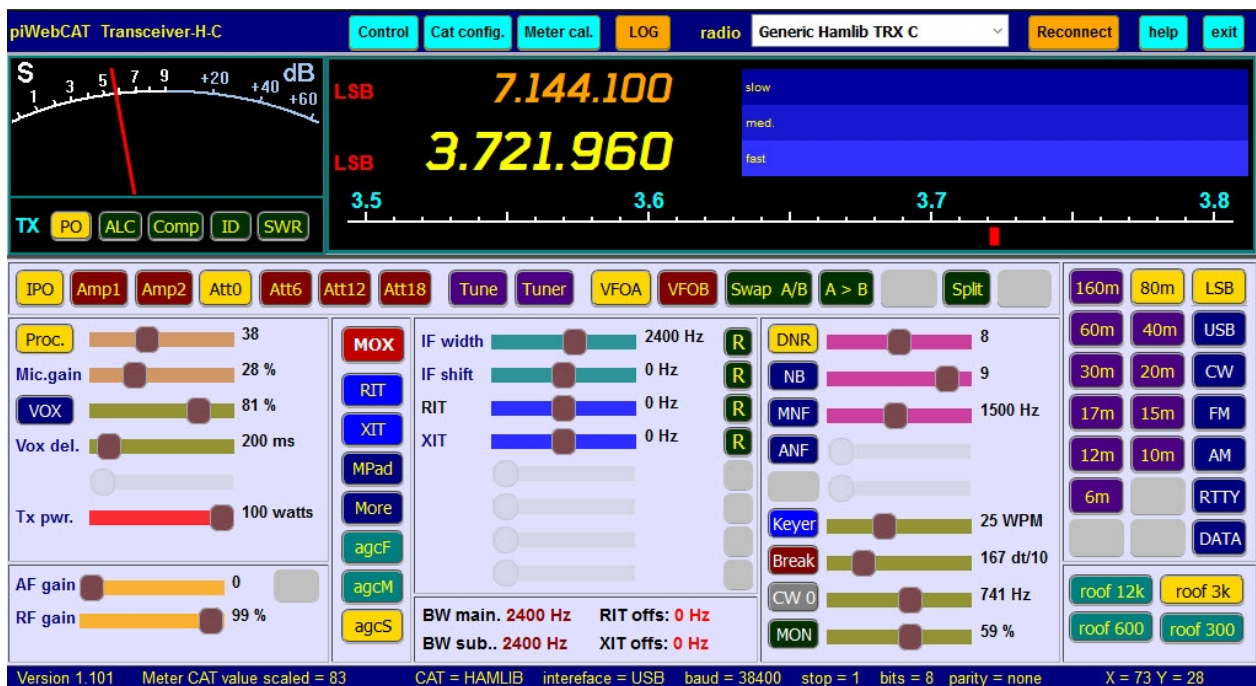 piWebCAT Transceiver-H-C Control Cat config. Meter cal. LOG radio Generic Hamlib TRX C Reconnect help exit
S 1 3 5 7 9 +20 +40 +60 dB
LSB 7.144.100
LSB 3.721.960
slow
med.
fast
3.5 3.6 3.7 3.8
TX PO ALC Comp ID SWR
IPO Amp1 Amp2 Att0 Att6 Att12 Att18 Tune Tuner VFOA VFOB Swap A/B A > B Split
Proc. 38
Mic.gain 28 %
VOX 81 %
Vox del. 200 ms
Tx pwr. 100 watts
AF gain 0
RF gain 99 %
MOX
RIT
XIT
MPad
More
agcF
agcM
agcS
IF width 2400 Hz R
IF shift 0 Hz R
RIT 0 Hz R
XIT 0 Hz R
BW main. 2400 Hz RIT offs: 0 Hz
BW sub.. 2400 Hz XIT offs: 0 Hz
DNR 8
NB 9
MNF 1500 Hz
ANF
Keyer 25 WPM
Break 167 dt/10
CW 0 741 Hz
MON 59 %
160m 80m LSB
60m 40m USB
30m 20m CW
17m 15m FM
12m 10m AM
6m RTTY
DATA
roof 12k roof 3k
roof 600 roof 300
Version 1.101 Meter CAT value scaled = 83 CAT = HAMLIB intereface = USB baud = 38400 stop = 1 bits = 8 parity = none X = 73 Y = 28